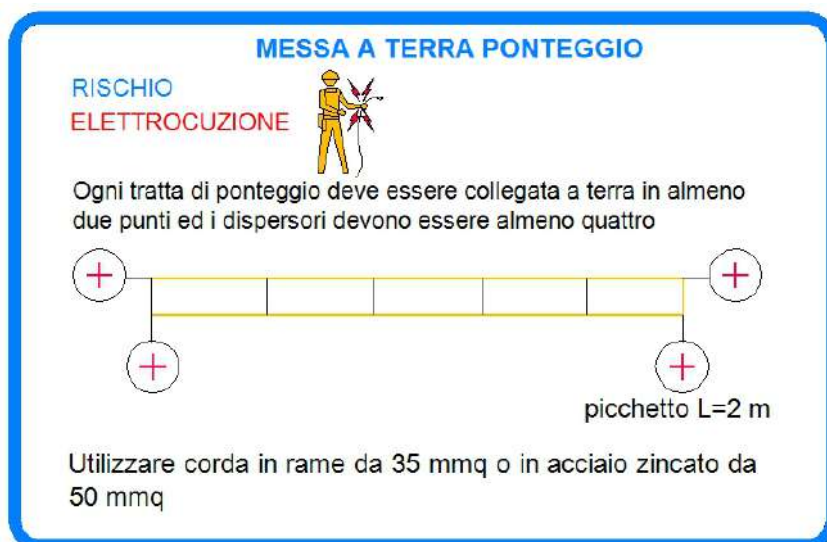 MESSA A TERRA PONTEGGIO
RISCHIO
ELETTROCUZIONE
Ogni tratta di ponteggio deve essere collegata a terra in almeno
due punti ed i dispersori devono essere almeno quattro
picchetto L=2 m
Utilizzare corda in rame da 35 mmq o in acciaio zincato da
50 mmq